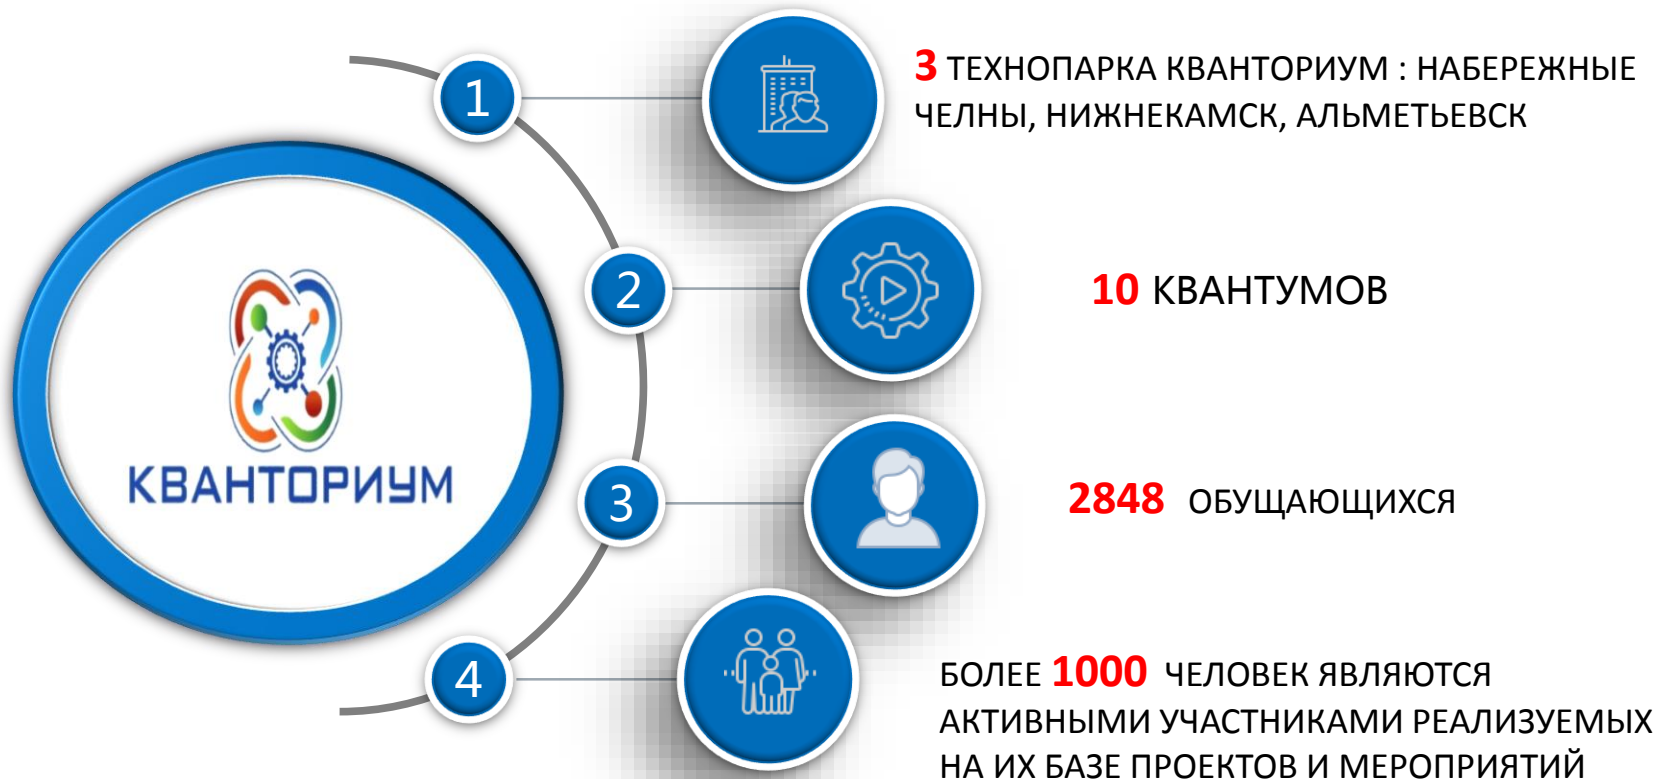 1
3 ТЕХНОПАРКА КВАНТОРИУМ : НАБЕРЕЖНЫЕ
ЧЕЛНЫ, НИЖНЕКАМСК, АЛЬМЕТЬЕВСК
2
10 КВАНТУМОВ
КВАНТОРИУМ
3
2848 ОБУЩАЮЩИХСЯ
4
БОЛЕЕ 1000 ЧЕЛОВЕК ЯВЛЯЮТСЯ
АКТИВНЫМИ УЧАСТНИКАМИ РЕАЛИЗУЕМЫХ
НА ИХ БАЗЕ ПРОЕКТОВ И МЕРОПРИЯТИЙ